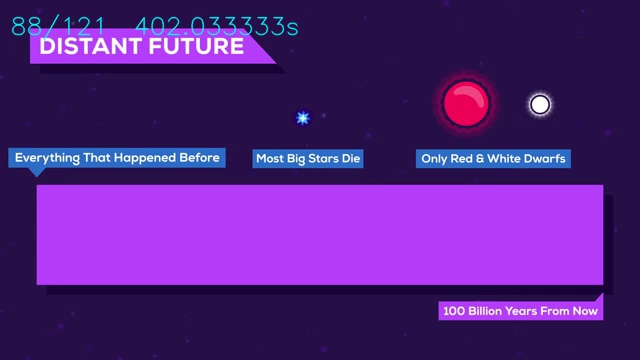 88/121 402.033333s
DISTANT FUTURE
Everything That Happened Before
Most Big Stars Die
Only Red & White Dwarfs
100 Billion Years From Now